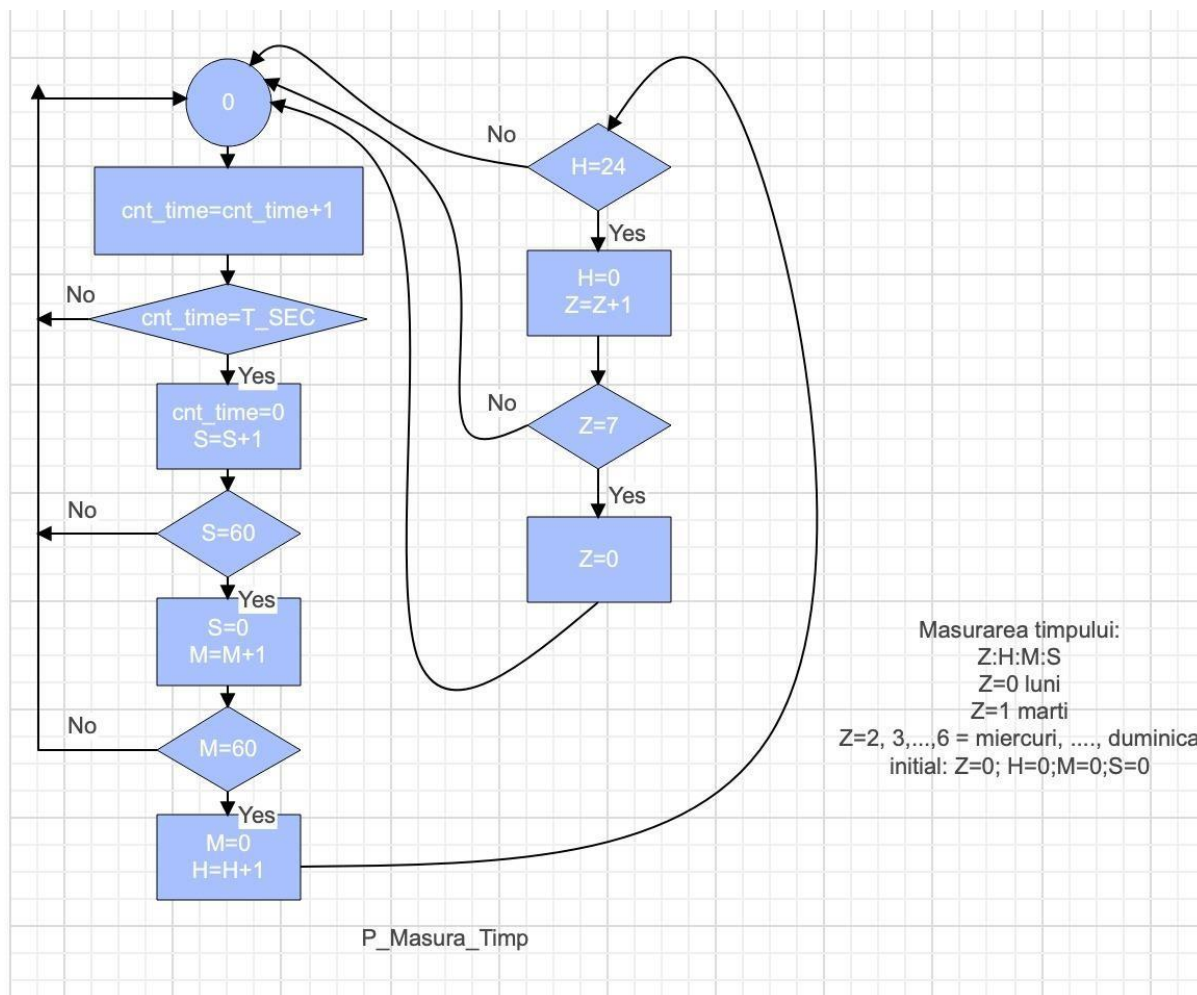 0
cnt_time=cnt_time+1
cnt_time=T_SEC
No
Yes
cnt_time=0
S=S+1
S=60
No
Yes
S=0
M=M+1
M=60
No
Yes
M=0
H=H+1
H=24
No
Yes
H=0
Z=Z+1
Z=7
No
Yes
Z=0
Masurarea timpului:
Z:H:M:S
Z=0 luni
Z=1 marti
Z=2, 3,...,6 = miercuri, ...., duminica
initial: Z=0; H=0;M=0;S=0
P_Masura_Timp